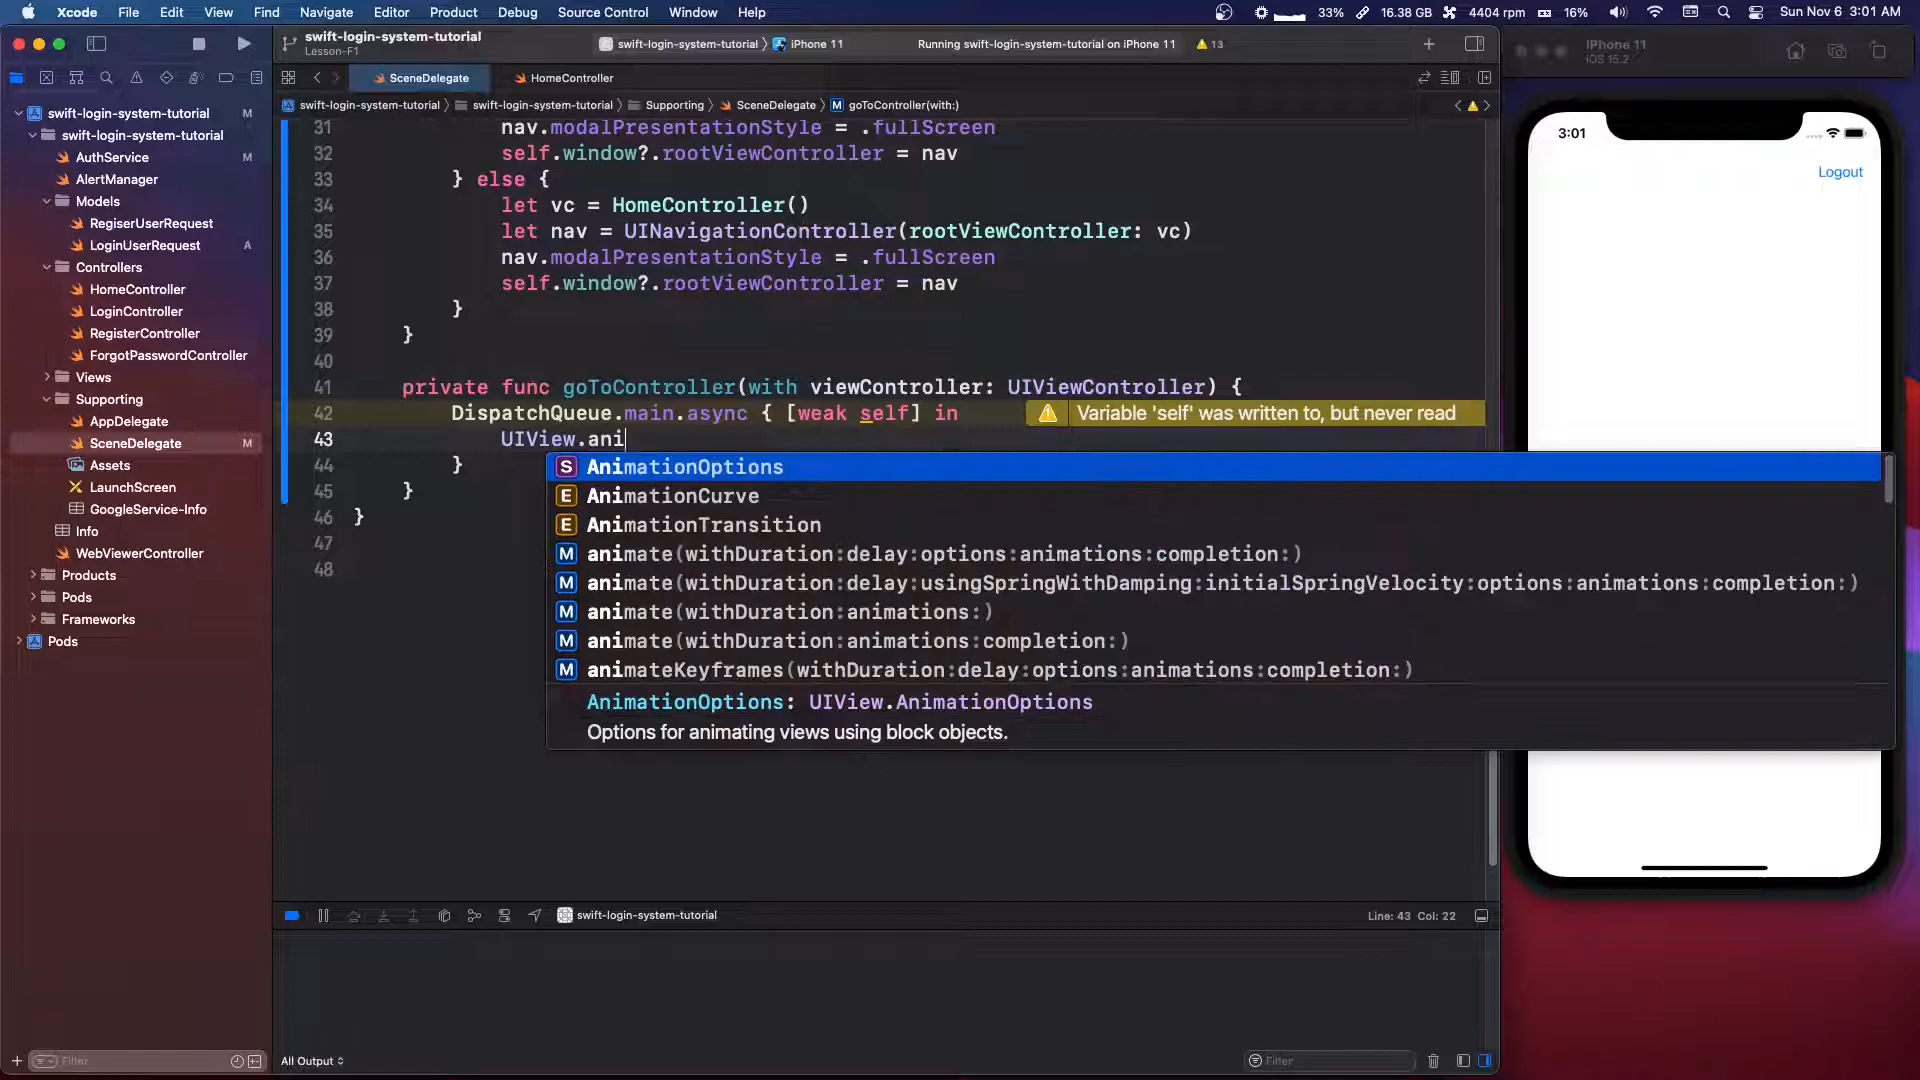 Xcode File Edit View Find Navigate Editor Product Debug Source Control Window Help 33% 16.38 GB 4404 rpm 16% Sun Nov 6 3:01 AM
swift-login-system-tutorial
Lesson-F1
swift-login-system-tutorial iPhone 11 Running swift-login-system-tutorial on iPhone 11 13
SceneDelegate HomeController
swift-login-system-tutorial swift-login-system-tutorial Supporting SceneDelegate M goToController(with:)
swift-login-system-tutorial M
swift-login-system-tutorial
AuthService M
AlertManager
Models
RegiserUserRequest
LoginUserRequest A
Controllers
HomeController
LoginController
RegisterController
ForgotPasswordController
Views
Supporting
AppDelegate
SceneDelegate M
Assets
LaunchScreen
GoogleService-Info
Info
WebViewerController
Products
Pods
Frameworks
Pods
Filter
31 nav.modalPresentationStyle = .fullScreen
32 self.window?.rootViewController = nav
33 } else {
34 let vc = HomeController()
35 let nav = UINavigationController(rootViewController: vc)
36 nav.modalPresentationStyle = .fullScreen
37 self.window?.rootViewController = nav
38 }
39 }
40
41 private func goToController(with viewController: UIViewController) {
42 DispatchQueue.main.async { [weak self] in Variable 'self' was written to, but never read
43 UIView.ani
44 }
45 }
46 }
47
48
S AnimationOptions
E AnimationCurve
E AnimationTransition
M animate(withDuration:delay:options:animations:completion:)
M animate(withDuration:delay:usingSpringWithDamping:initialSpringVelocity:options:animations:completion:)
M animate(withDuration:animations:)
M animate(withDuration:animations:completion:)
M animateKeyframes(withDuration:delay:options:animations:completion:)
AnimationOptions: UIView.AnimationOptions
Options for animating views using block objects.
swift-login-system-tutorial Line: 43 Col: 22
All Output Filter
iPhone 11
iOS 15.2
3:01
Logout